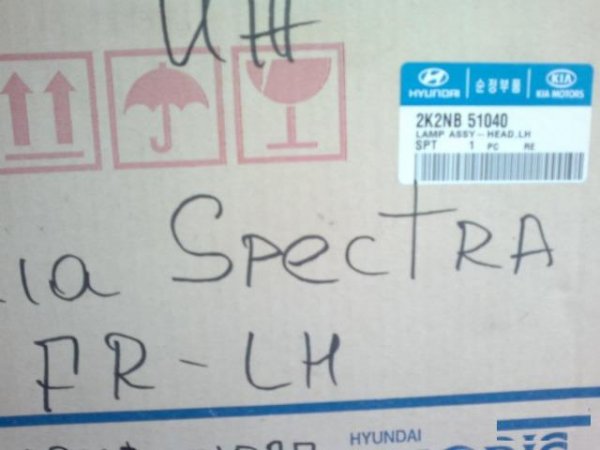 HYUNDAI 순정부품 KIA KIA MOTORS
2K2NB 51040
LAMP ASSY-HEAD.LH
SPT 1 PC RE
ia SPecTRA
FR-LH
HYUNDAI